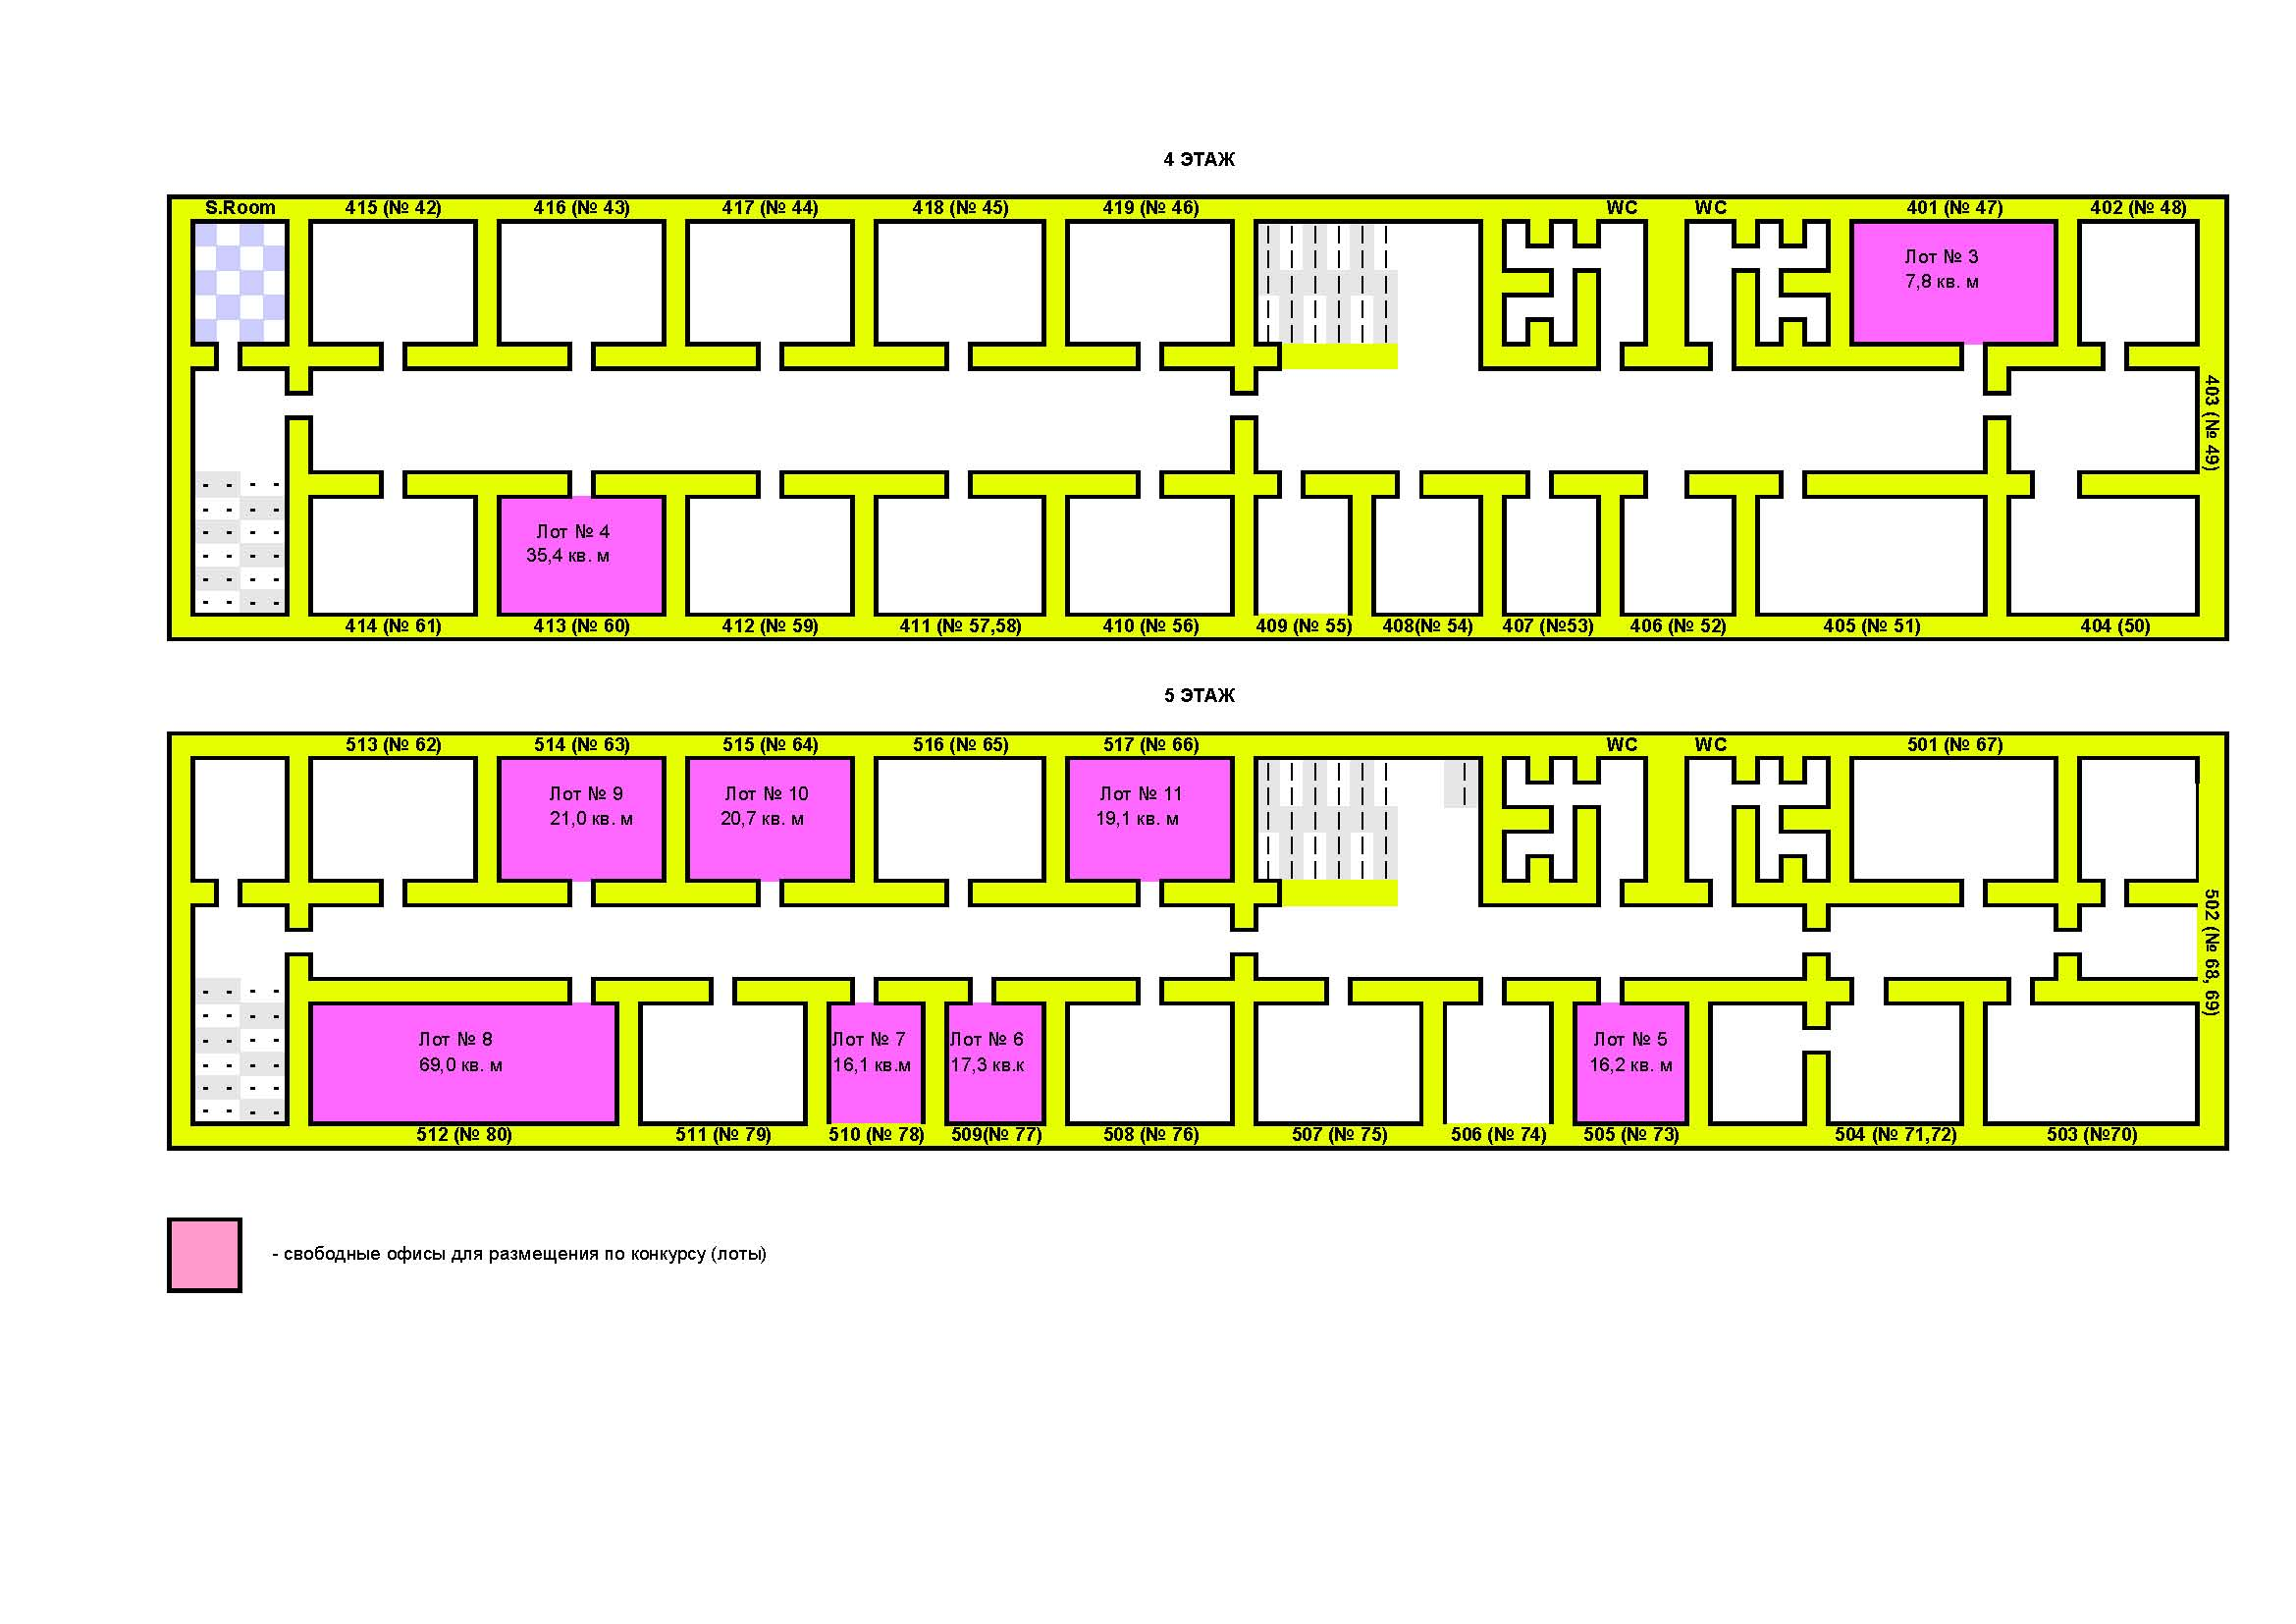 4 ЭТАЖ
S.Room
415 (№ 42)
416 (№ 43)
417 (№ 44)
418 (№ 45)
419 (№ 46)
WC
WC
401 (№ 47)
402 (№ 48)
Лот № 3
7,8 кв. м
403 (№ 49)
Лот № 4
35,4 кв. м
414 (№ 61)
413 (№ 60)
412 (№ 59)
411 (№ 57,58)
410 (№ 56)
409 (№ 55)
408(№ 54)
407 (№53)
406 (№ 52)
405 (№ 51)
404 (50)
5 ЭТАЖ
513 (№ 62)
514 (№ 63)
515 (№ 64)
516 (№ 65)
517 (№ 66)
WC
WC
501 (№ 67)
Лот № 9
21,0 кв. м
Лот № 10
20,7 кв. м
Лот № 11
19,1 кв. м
502 (№ 68, 69)
Лот № 8
69,0 кв. м
Лот № 7
16,1 кв.м
Лот № 6
17,3 кв.к
Лот № 5
16,2 кв. м
512 (№ 80)
511 (№ 79)
510 (№ 78)
509(№ 77)
508 (№ 76)
507 (№ 75)
506 (№ 74)
505 (№ 73)
504 (№ 71,72)
503 (№70)
- свободные офисы для размещения по конкурсу (лоты)